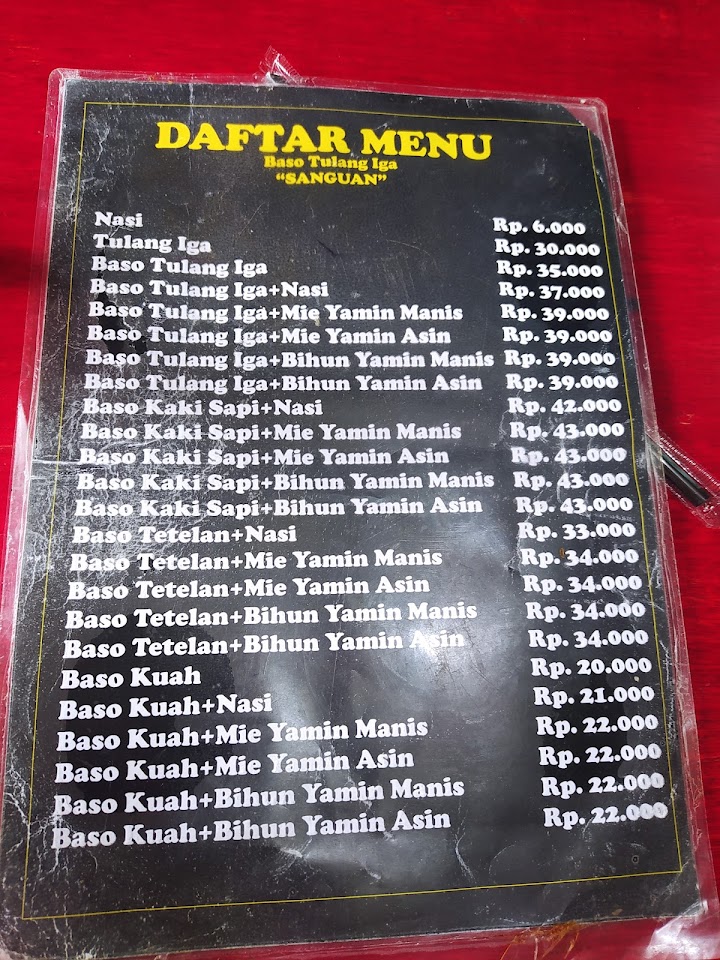 DAFTAR MENU
Baso Tulang Iga
"SANGUAN"
Nasi Rp. 6.000
Tulang Iga Rp. 30.000
Baso Tulang Iga Rp. 35.000
Baso Tulang Iga+Nasi Rp. 37.000
Baso Tulang Iga+Mie Yamin Manis Rp. 39.000
Baso Tulang Iga+Mie Yamin Asin Rp. 39.000
Baso Tulang Iga+Bihun Yamin Manis Rp. 39.000
Baso Tulang Iga+Bihun Yamin Asin Rp. 39.000
Baso Kaki Sapi+Nasi Rp. 42.000
Baso Kaki Sapi+Mie Yamin Manis Rp. 43.000
Baso Kaki Sapi+Mie Yamin Asin Rp. 43.000
Baso Kaki Sapi+Bihun Yamin Manis Rp. 43.000
Baso Kaki Sapi+Bihun Yamin Asin Rp. 43.000
Baso Tetelan+Nasi Rp. 33.000
Baso Tetelan+Mie Yamin Manis Rp. 34.000
Baso Tetelan+Mie Yamin Asin Rp. 34.000
Baso Tetelan+Bihun Yamin Manis Rp. 34.000
Baso Tetelan+Bihun Yamin Asin Rp. 34.000
Baso Kuah Rp. 20.000
Baso Kuah+Nasi Rp. 21.000
Baso Kuah+Mie Yamin Manis Rp. 22.000
Baso Kuah+Mie Yamin Asin Rp. 22.000
Baso Kuah+Bihun Yamin Manis Rp. 22.000
Baso Kuah+Bihun Yamin Asin Rp. 22.000